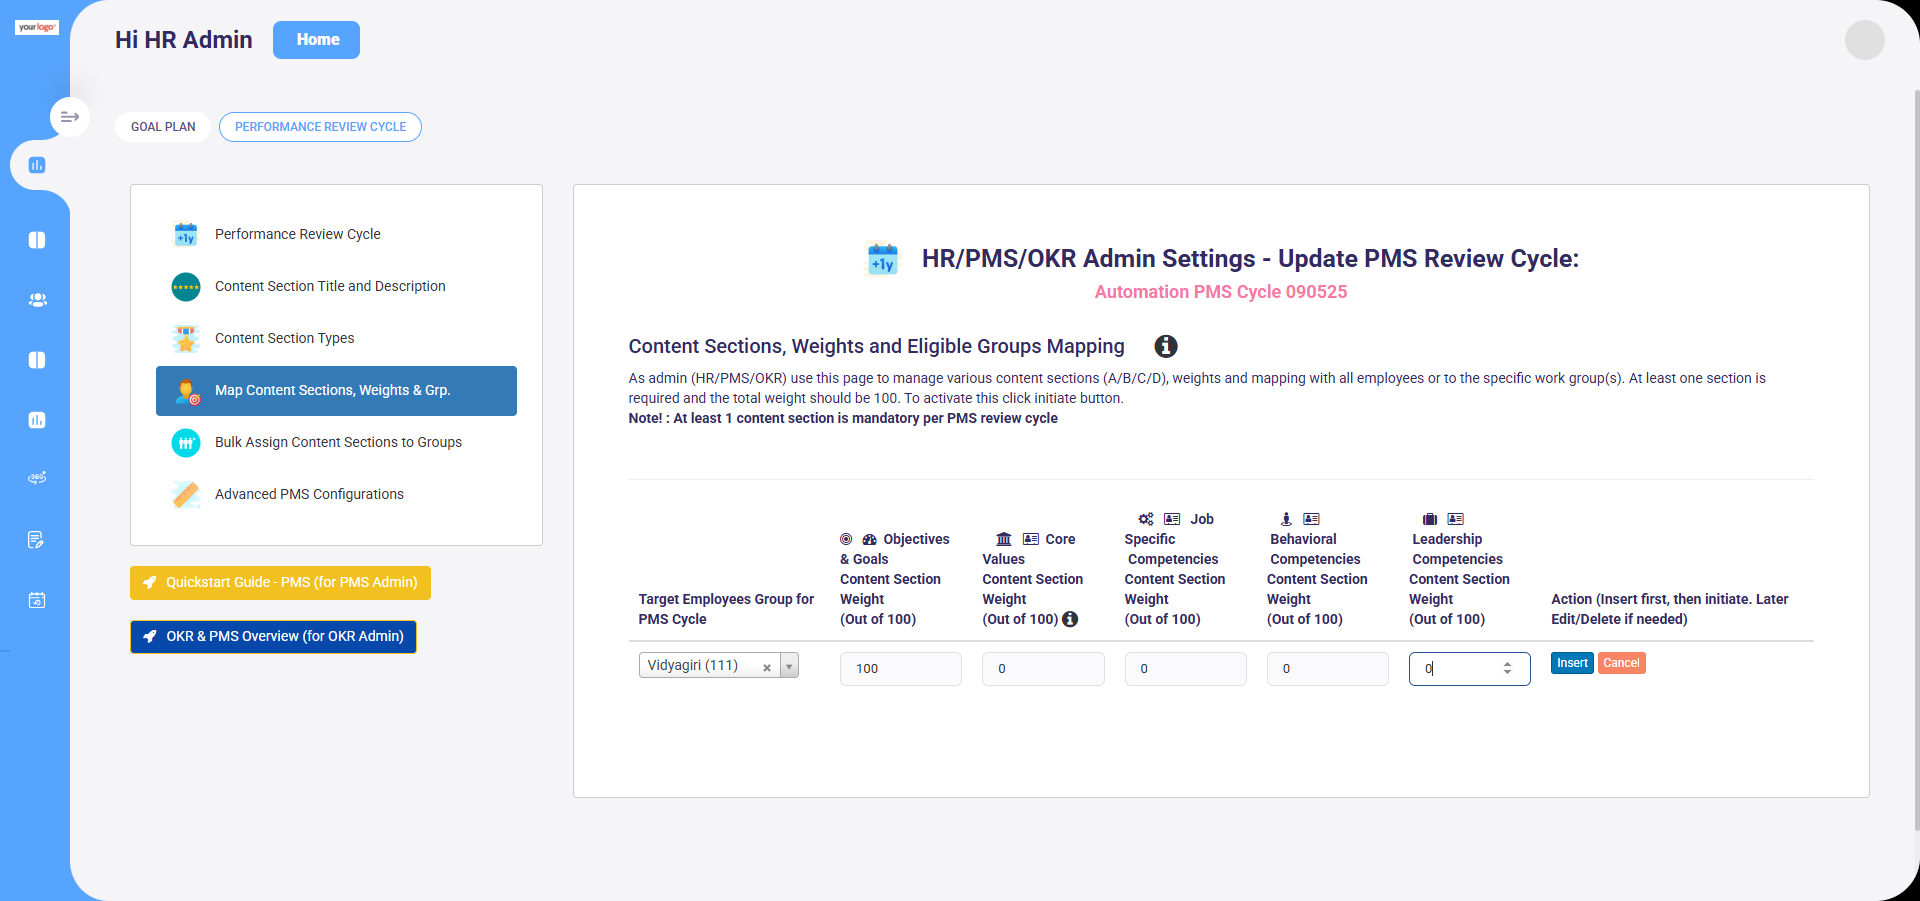 your logo
Hi HR Admin
Home
GOAL PLAN
PERFORMANCE REVIEW CYCLE
Performance Review Cycle
Content Section Title and Description
Content Section Types
Map Content Sections, Weights & Grp.
Bulk Assign Content Sections to Groups
Advanced PMS Configurations
Quickstart Guide - PMS (for PMS Admin)
OKR & PMS Overview (for OKR Admin)
+1y
+1y
360°
HR/PMS/OKR Admin Settings - Update PMS Review Cycle:
Automation PMS Cycle 090525
Content Sections, Weights and Eligible Groups Mapping
As admin (HR/PMS/OKR) use this page to manage various content sections (A/B/C/D), weights and mapping with all employees or to the specific work group(s). At least one section is
required and the total weight should be 100. To activate this click initiate button.
Note! : At least 1 content section is mandatory per PMS review cycle
Target Employees Group for
PMS Cycle
Objectives
& Goals
Content Section
Weight
(Out of 100)
Core
Values
Content Section
Weight
(Out of 100)
Job
Specific
Competencies
Content Section
Weight
(Out of 100)
Behavioral
Competencies
Content Section
Weight
(Out of 100)
Leadership
Competencies
Content Section
Weight
(Out of 100)
Action (Insert first, then initiate. Later
Edit/Delete if needed)
Vidyagiri (111)
100
0
0
0
0
Insert
Cancel